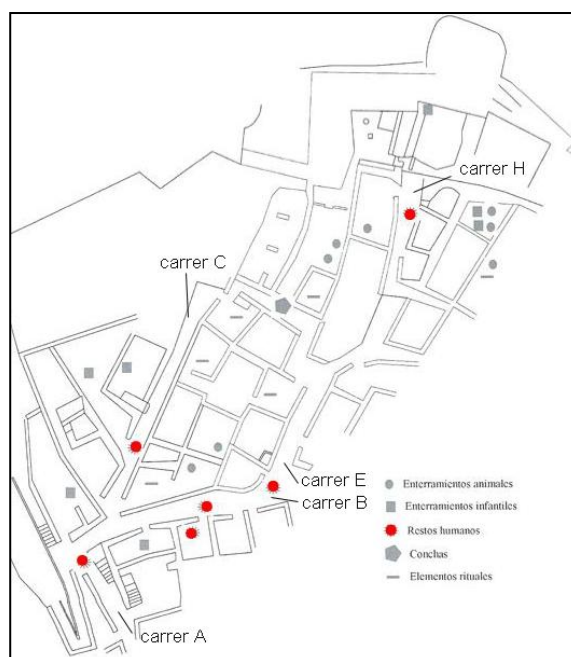 carrer H
carrer C
carrer E
carrer B
carrer A
Enterramientos animales
Enterramientos infantiles
Restos humanos
Conchas
Elementos rituales